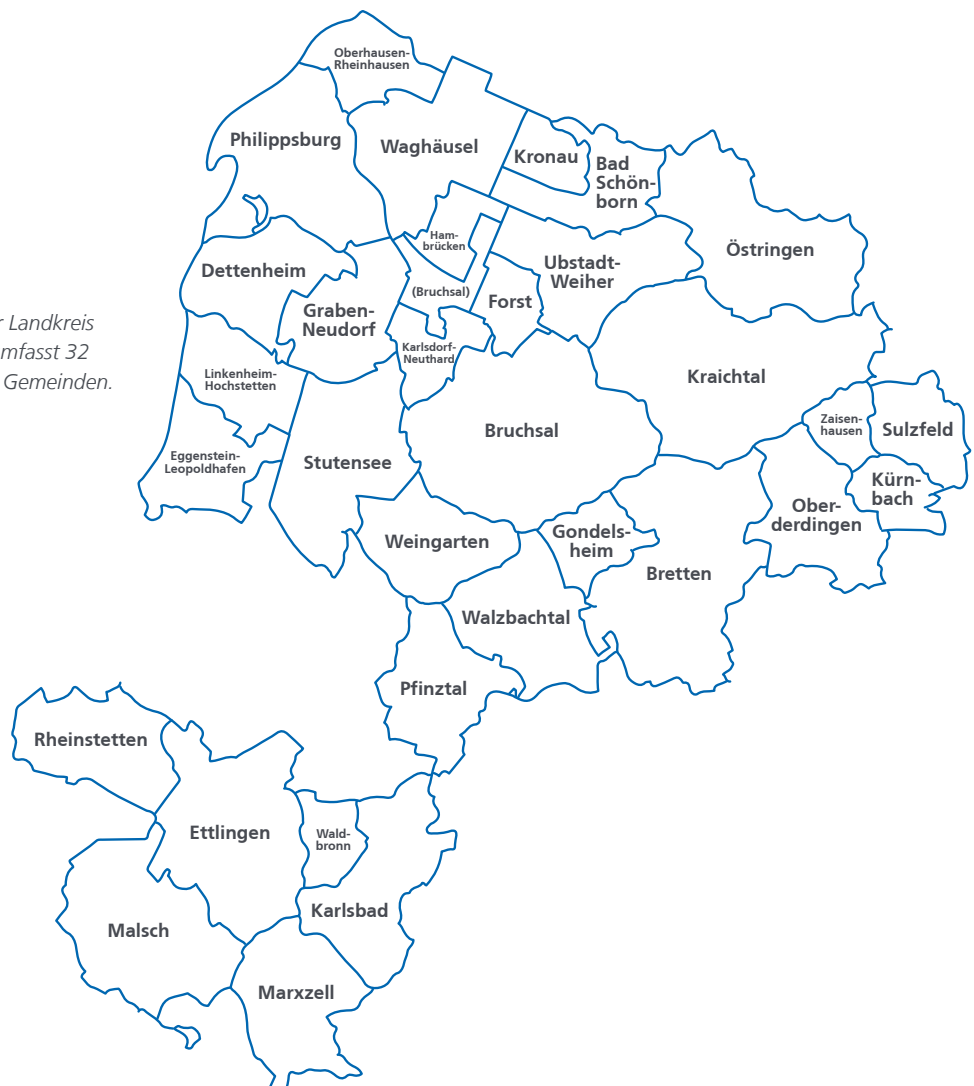 Oberhausen-
Rheinhausen
Philippsburg
Waghäusel
Kronau
Bad
Schön-
born
Ham-
brücken
Östringen
Dettenheim
Ubstadt-
Weiher
(Bruchsal)
Forst
Graben-
Neudorf
r Landkreis
mfasst 32
Gemeinden.
Karlsdorf-
Neuthard
Linkenheim-
Hochstetten
Kraichtal
Zaisen-
hausen
Sulzfeld
Bruchsal
Eggenstein-
Leopoldhafen
Stutensee
Kürn-
bach
Ober-
derdingen
Weingarten
Gondels-
heim
Bretten
Walzbachtal
Pfinztal
Rheinstetten
Ettlingen
Wald-
bronn
Karlsbad
Malsch
Marxzell